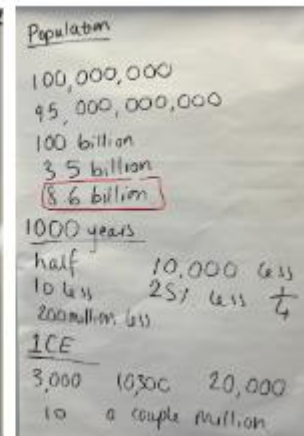 Population
100,000,000
95,000,000,000
100 billion
3.5 billion
8.6 billion
1000 years
half 10,000 less
10 less 25% less 1/4
200 million less
1CE
3,000 10,500 20,000
10 a couple million